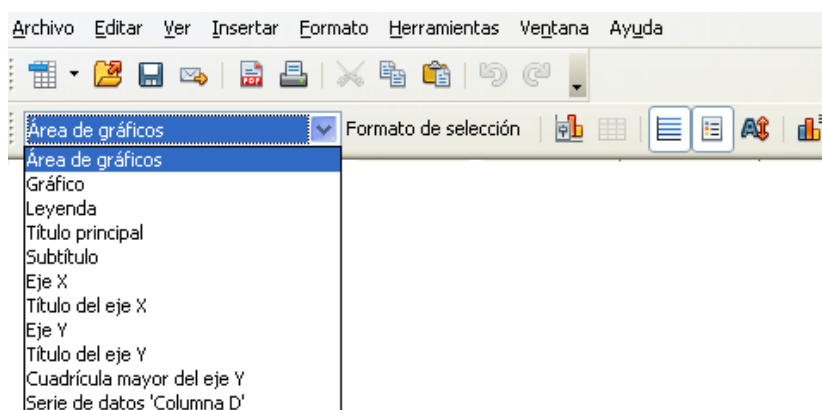 Archivo Editar Ver Insertar Formato Herramientas Ventana Ayuda
PDF
Área de gráficos Formato de selección
Área de gráficos
Gráfico
Leyenda
Título principal
Subtítulo
Eje X
Título del eje X
Eje Y
Título del eje Y
Cuadrícula mayor del eje Y
Serie de datos 'Columna D'